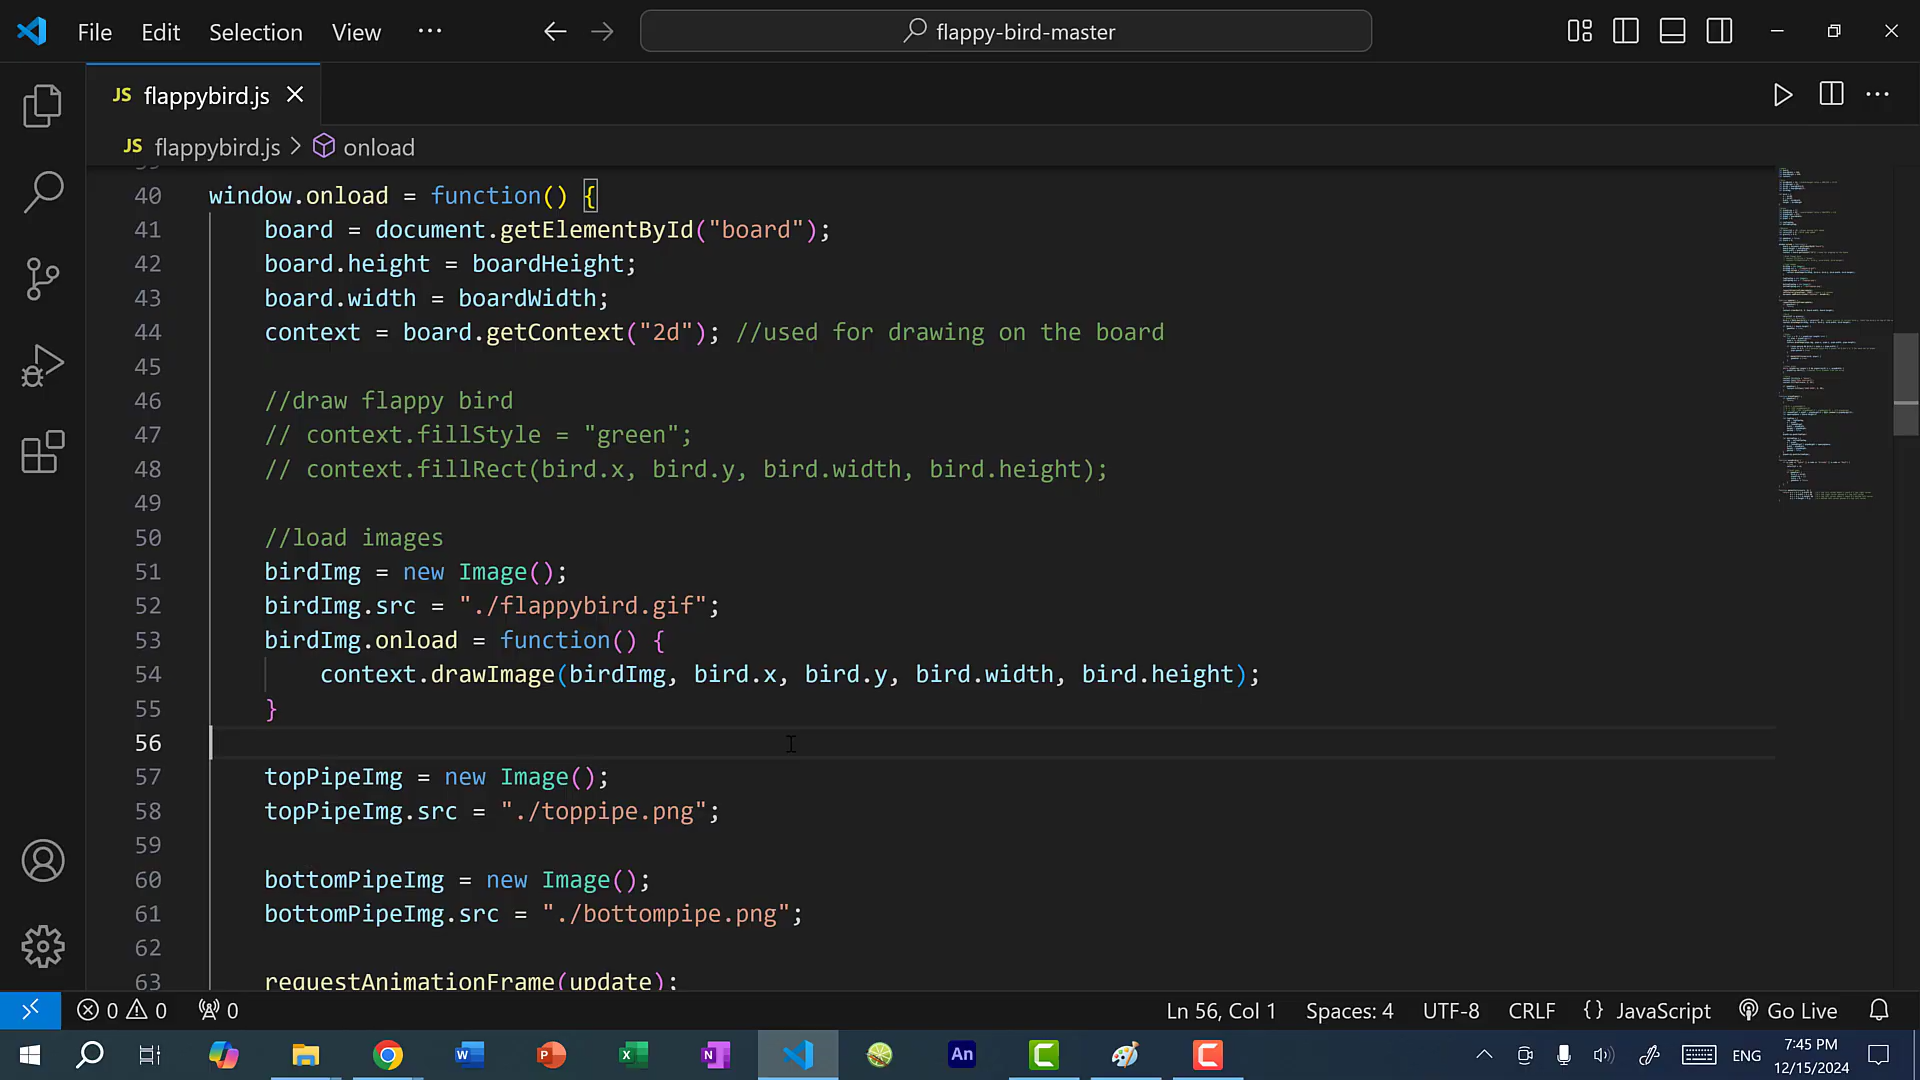 File Edit Selection View ···
flappy-bird-master
JS flappybird.js
JS flappybird.js > onload
40 window.onload = function() {
41 board = document.getElementById("board");
42 board.height = boardHeight;
43 board.width = boardWidth;
44 context = board.getContext("2d"); //used for drawing on the board
45
46 //draw flappy bird
47 // context.fillStyle = "green";
48 // context.fillRect(bird.x, bird.y, bird.width, bird.height);
49
50 //load images
51 birdImg = new Image();
52 birdImg.src = "./flappybird.gif";
53 birdImg.onload = function() {
54 context.drawImage(birdImg, bird.x, bird.y, bird.width, bird.height);
55 }
56
57 topPipeImg = new Image();
58 topPipeImg.src = "./toppipe.png";
59
60 bottomPipeImg = new Image();
61 bottomPipeImg.src = "./bottompipe.png";
62
63 requestAnimationFrame(update);
0 0 0 Ln 56, Col 1 Spaces: 4 UTF-8 CRLF {} JavaScript Go Live
An ENG 7:45 PM
12/15/2024